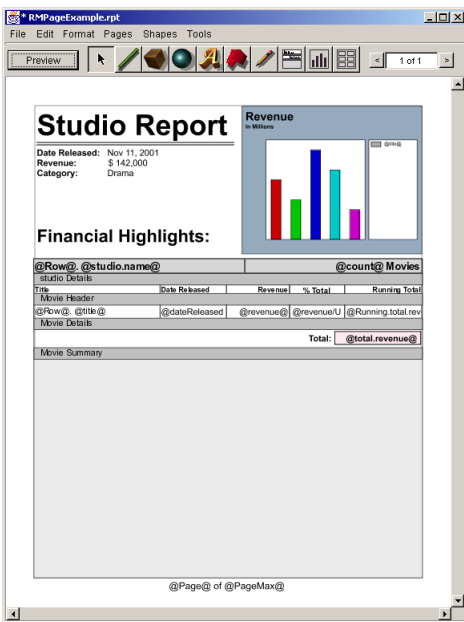 * RMPageExample.rpt
File Edit Format Pages Shapes Tools
Preview
A
< 1 of 1 >
Studio Report
Date Released: Nov 11, 2001
Revenue: $ 142,000
Category: Drama
Revenue
In Millions
@title@
Financial Highlights:
@Row@. @studio.name@ @count@ Movies
studio Details
Title Date Released Revenue % Total Running Total
Movie Header
@Row@. @title@ @dateReleased @revenue@ @revenue/U @Running.total.rev
Movie Details
Total: @total.revenue@
Movie Summary
@Page@ of @PageMax@